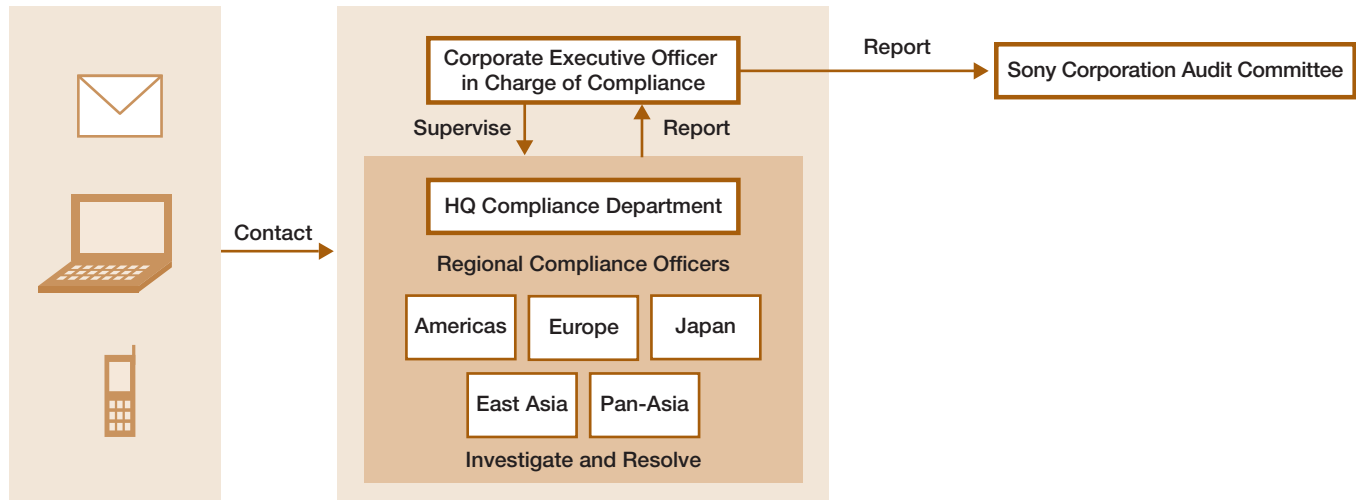 Corporate Executive Officer
in Charge of Compliance
Report
Sony Corporation Audit Committee
Supervise
Report
HQ Compliance Department
Contact
Regional Compliance Officers
Americas
Europe
Japan
East Asia
Pan-Asia
Investigate and Resolve